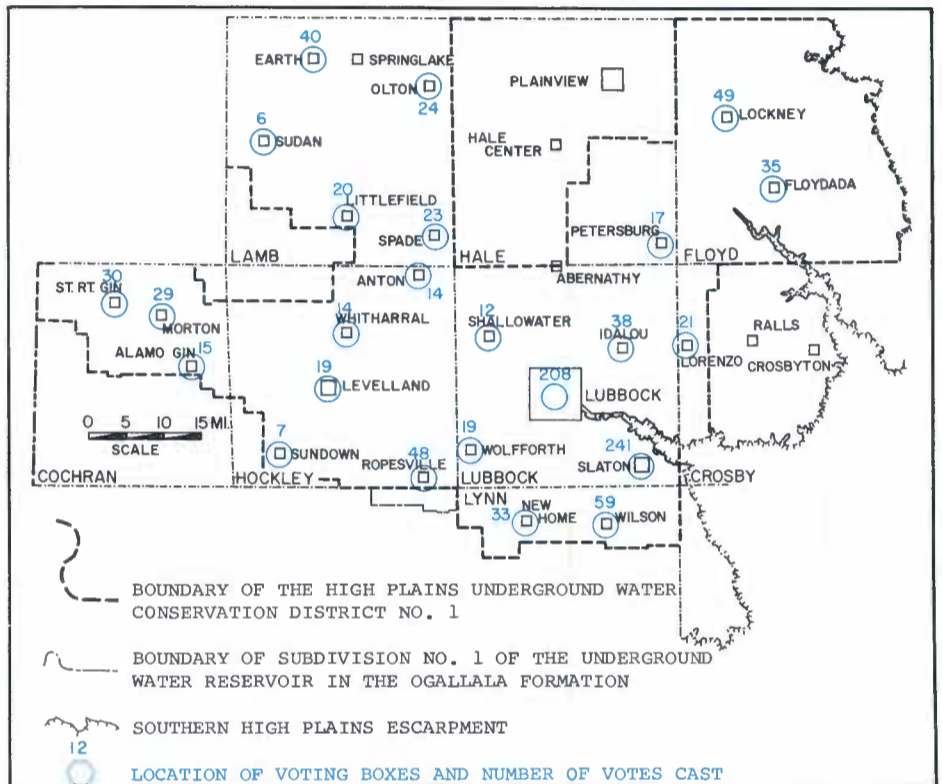 40
EARTH
SPRINGLAKE
OLTON
24
PLAINVIEW
49
LOCKNEY
6
SUDAN
HALE
CENTER
35
FLOYDADA
20
LITTLEFIELD
23
SPADE
17
PETERSBURG
LAMB
HALE
FLOYD
ABERNATHY
ANTON
14
30
ST. RT. GIN
29
MORTON
14
WHITHARRAL
12
SHALLOWATER
38
IDALOU
21
LORENZO
RALLS
CROSBYTON
ALAMO GIN
15
19
LEVELLAND
208
LUBBOCK
0 5 10 15 MI.
SCALE
7
SUNDOWN
48
ROPESVILLE
19
WOLFFORTH
241
SLATON
COCHRAN
HOCKLEY
LUBBOCK
CROSBY
LYNN
33
NEW
HOME
59
WILSON
BOUNDARY OF THE HIGH PLAINS UNDERGROUND WATER
CONSERVATION DISTRICT NO. 1
BOUNDARY OF SUBDIVISION NO. 1 OF THE UNDERGROUND
WATER RESERVOIR IN THE OGALLALA FORMATION
SOUTHERN HIGH PLAINS ESCARPMENT
12
LOCATION OF VOTING BOXES AND NUMBER OF VOTES CAST